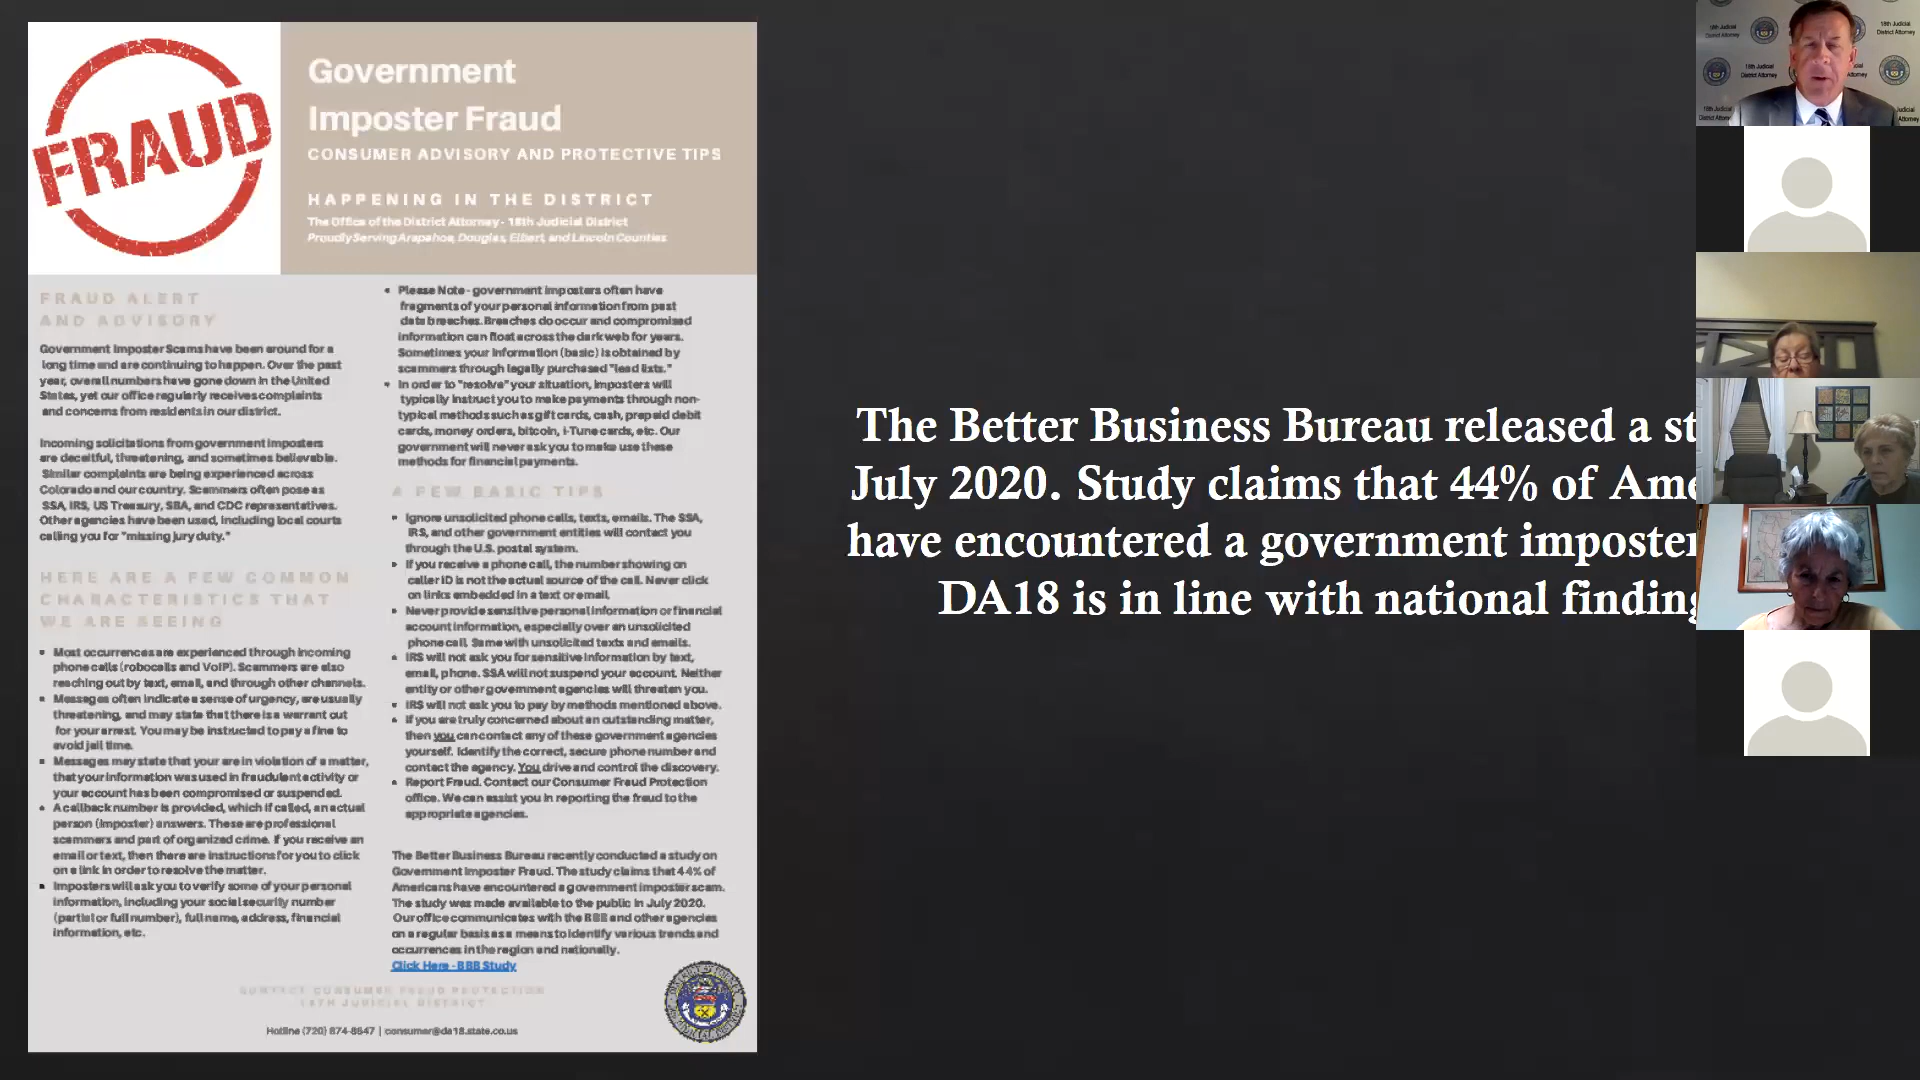 FRAUD
Government
Imposter Fraud
CONSUMER ADVISORY AND PROTECTIVE TIPS
HAPPENING IN THE DISTRICT
The Office of the District Attorney - 18th Judicial District
Proudly Serving Arapahoe, Douglas, Elbert, and Lincoln Counties
FRAUD ALERT
AND ADVISORY
Government Imposter Scams have been around for a
long time and are continuing to happen. Over the past
year, overall numbers have gone down in the United
States, yet our office regularly receives complaints
and concerns from residents in our district.
Incoming solicitations from government imposters
are deceitful, threatening, and sometimes believable.
Similar complaints are being experienced across
Colorado and our country. Scammers often pose as
SSA, IRS, US Treasury, SBA, and CDC representatives.
Other agencies have been used, including local courts
calling you for "missing jury duty."
HERE ARE A FEW COMMON
CHARACTERISTICS THAT
WE ARE SEEING
• Most occurrences are experienced through incoming
phone calls (robocalls and VoIP). Scammers are also
reaching out by text, email, and through other channels.
• Messages often indicate a sense of urgency, are usually
threatening, and may state that there is a warrant out
for your arrest. You may be instructed to pay a fine to
avoid jail time.
• Messages may state that your are in violation of a matter,
that your information was used in fraudulent activity or
your account has been compromised or suspended.
• A callback number is provided, which if called, an actual
person (imposter) answers. These are professional
scammers and part of organized crime. If you receive an
email or text, then there are instructions for you to click
on a link in order to resolve the matter.
• Imposters will ask you to verify some of your personal
information, including your social security number
(partial or full number), full name, address, financial
information, etc.
• Please Note - government imposters often have
fragments of your personal information from past
data breaches. Breaches do occur and compromised
information can float across the dark web for years.
Sometimes your information (basic) is obtained by
scammers through legally purchased "lead lists."
• In order to "resolve" your situation, imposters will
typically instruct you to make payments through non-
typical methods such as gift cards, cash, prepaid debit
cards, money orders, bitcoin, i-Tune cards, etc. Our
government will never ask you to make use these
methods for financial payments.
A FEW BASIC TIPS
• Ignore unsolicited phone calls, texts, emails. The SSA,
IRS, and other government entities will contact you
through the U.S. postal system.
• If you receive a phone call, the number showing on
caller ID is not the actual source of the call. Never click
on links embedded in a text or email.
• Never provide sensitive personal information or financial
account information, especially over an unsolicited
phone call. Same with unsolicited texts and emails.
• IRS will not ask you for sensitive information by text,
email, phone. SSA will not suspend your account. Neither
entity or other government agencies will threaten you.
• IRS will not ask you to pay by methods mentioned above.
• If you are truly concerned about an outstanding matter,
then you can contact any of these government agencies
yourself. Identify the correct, secure phone number and
contact the agency. You drive and control the discovery.
• Report Fraud. Contact our Consumer Fraud Protection
office. We can assist you in reporting the fraud to the
appropriate agencies.
The Better Business Bureau recently conducted a study on
Government Imposter Fraud. The study claims that 44% of
Americans have encountered a government imposter scam.
The study was made available to the public in July 2020.
Our office communicates with the BBB and other agencies
on a regular basis as a means to identify various trends and
occurrences in the region and nationally.
Click Here - BBB Study
CONTACT CONSUMER FRAUD PROTECTION
18TH JUDICIAL DISTRICT
Hotline (720) 874-8547 | consumer@da18.state.co.us
The Better Business Bureau released a st
July 2020. Study claims that 44% of Ame
have encountered a government imposter
DA18 is in line with national finding
18th Judicial
District Attorney
18th Judicial
District Attorney
18th Judicial
District Attorney
18th Judicial
District Attorney